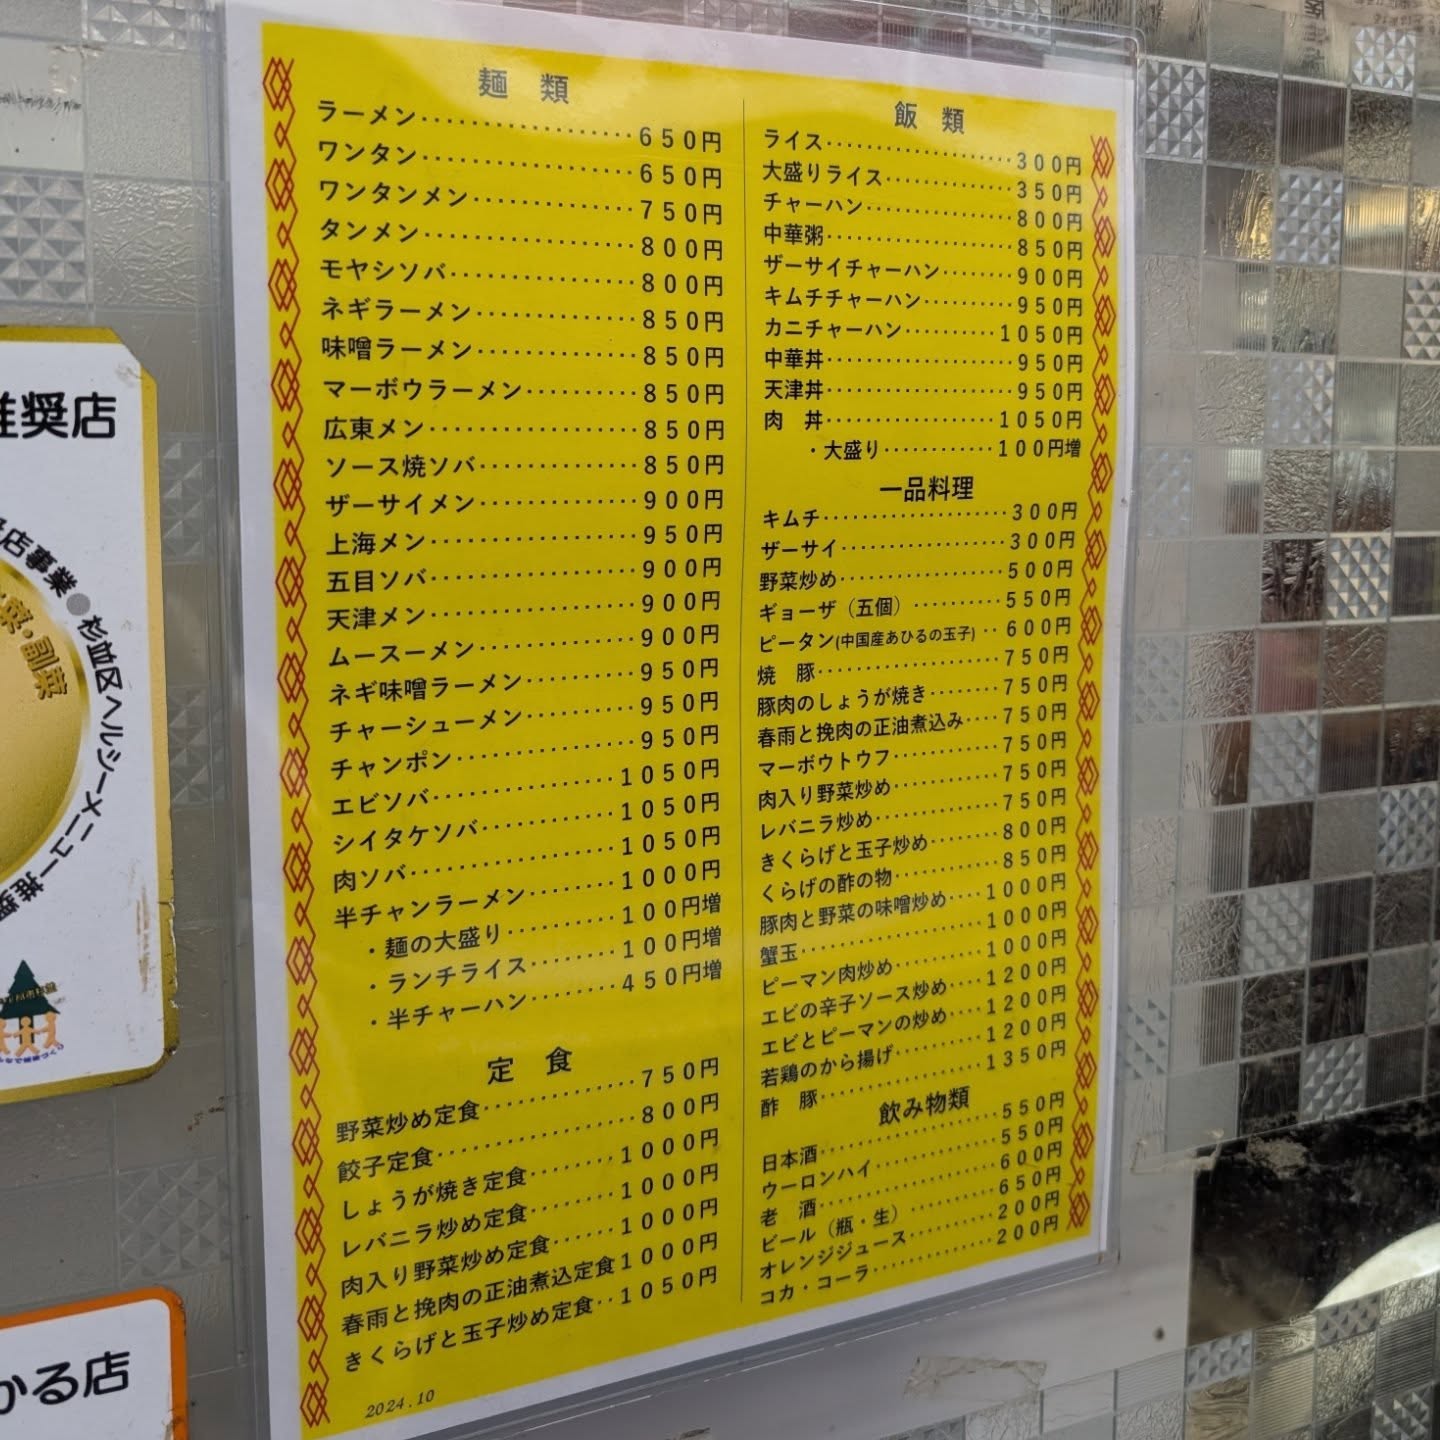 麺　類
ラーメン･･････････････････650円
ワンタン･･････････････････650円
ワンタンメン･･････････････750円
タンメン･･････････････････800円
モヤシソバ････････････････800円
ネギラーメン･･････････････850円
味噌ラーメン･･････････････850円
マーボウラーメン･･････････850円
広東メン･･････････････････850円
ソース焼ソバ･･････････････850円
ザーサイメン･･････････････900円
上海メン･･････････････････950円
五目ソバ･･････････････････900円
天津メン･･････････････････900円
ムースーメン･･････････････900円
ネギ味噌ラーメン･･････････950円
チャーシューメン･･････････950円
チャンポン････････････････950円
エビソバ････････････････1050円
シイタケソバ････････････1050円
肉ソバ･･････････････････1050円
半チャンラーメン････････1000円
・麺の大盛り･･････････100円増
・ランチライス････････100円増
・半チャーハン････････450円増
定　食
野菜炒め定食･･････････････750円
餃子定食･･････････････････800円
しょうが焼き定食････････1000円
レバニラ炒め定食････････1000円
肉入り野菜炒め定食･･････1000円
春雨と挽肉の正油煮込定食1000円
きくらげと玉子炒め定食･･1050円
2024.10
飯　類
ライス････････････････････300円
大盛りライス･･････････････350円
チャーハン････････････････800円
中華粥････････････････････850円
ザーサイチャーハン････････900円
キムチチャーハン･･････････950円
カニチャーハン･･････････1050円
中華丼････････････････････950円
天津丼････････････････････950円
肉　丼･･････････････････1050円
・大盛り･･･････････100円増
一品料理
キムチ････････････････････300円
ザーサイ･･････････････････300円
野菜炒め･･････････････････500円
ギョーザ（五個）･･････････550円
ピータン(中国産あひるの玉子)･･600円
焼　豚････････････････････750円
豚肉のしょうが焼き････････750円
春雨と挽肉の正油煮込み････750円
マーボウトウフ････････････750円
肉入り野菜炒め････････････750円
レバニラ炒め･･････････････750円
きくらげと玉子炒め････････800円
くらげの酢の物････････････850円
豚肉と野菜の味噌炒め････1000円
蟹玉････････････････････1000円
ピーマン肉炒め･･････････1000円
エビの辛子ソース炒め････1200円
エビとピーマンの炒め････1200円
若鶏のから揚げ･･････････1200円
酢　豚･･････････････････1350円
飲み物類
日本酒････････････････････550円
ウーロンハイ･･････････････550円
老　酒････････････････････600円
ビール（瓶・生）･･････････650円
オレンジジュース･･････････200円
コカ・コーラ･･････････････200円
推奨店
店事業●杉並区ヘルシーメニュー推奨
菜・副菜
かる店